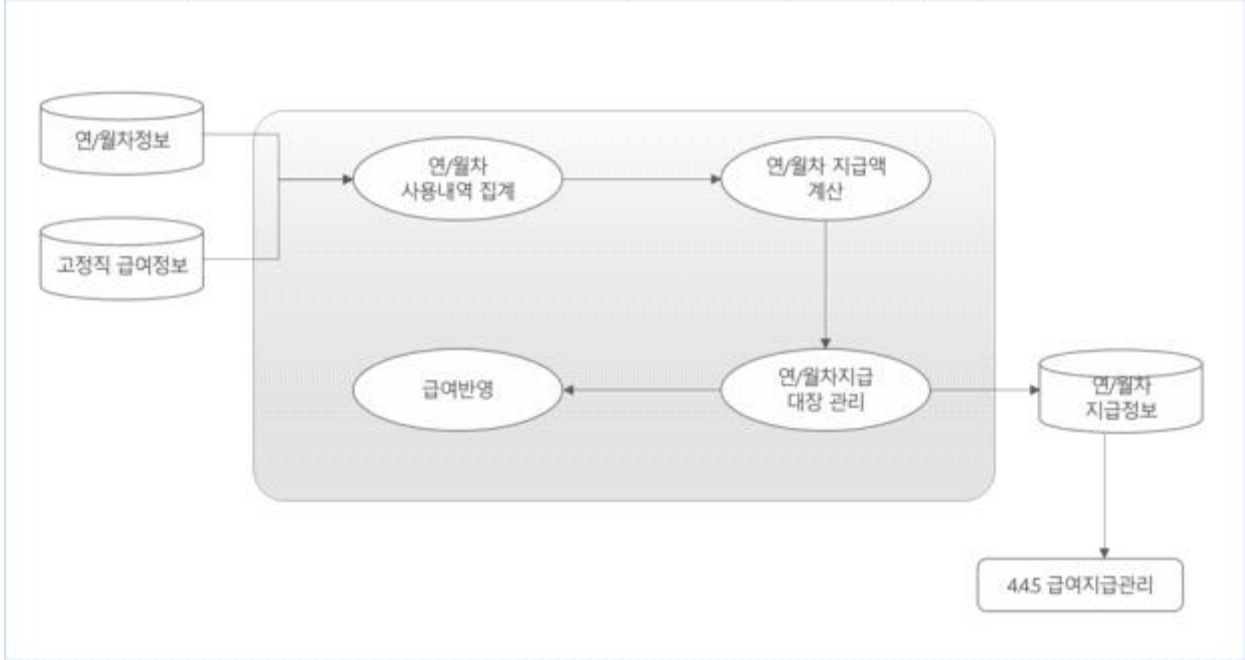 연/월차정보
고정직 급여정보
연/월차
사용내역 집계
연/월차 지급액
계산
급여반영
연/월차지급
대장 관리
연/월차
지급정보
4.4.5 급여지급관리